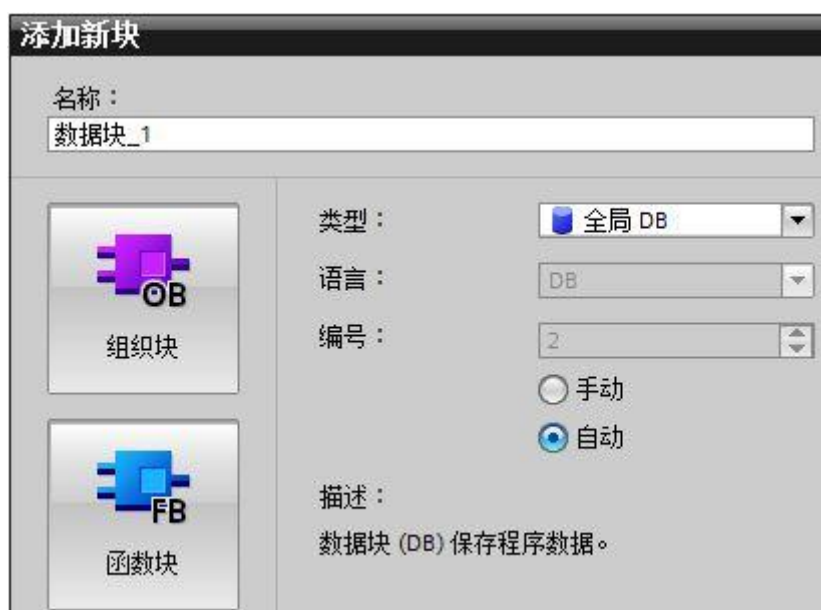 添加新块
名称：
数据块_1
OB
组织块
FB
函数块
类型：
全局 DB
语言：
DB
编号：
2
手动
自动
描述：
数据块 (DB) 保存程序数据。